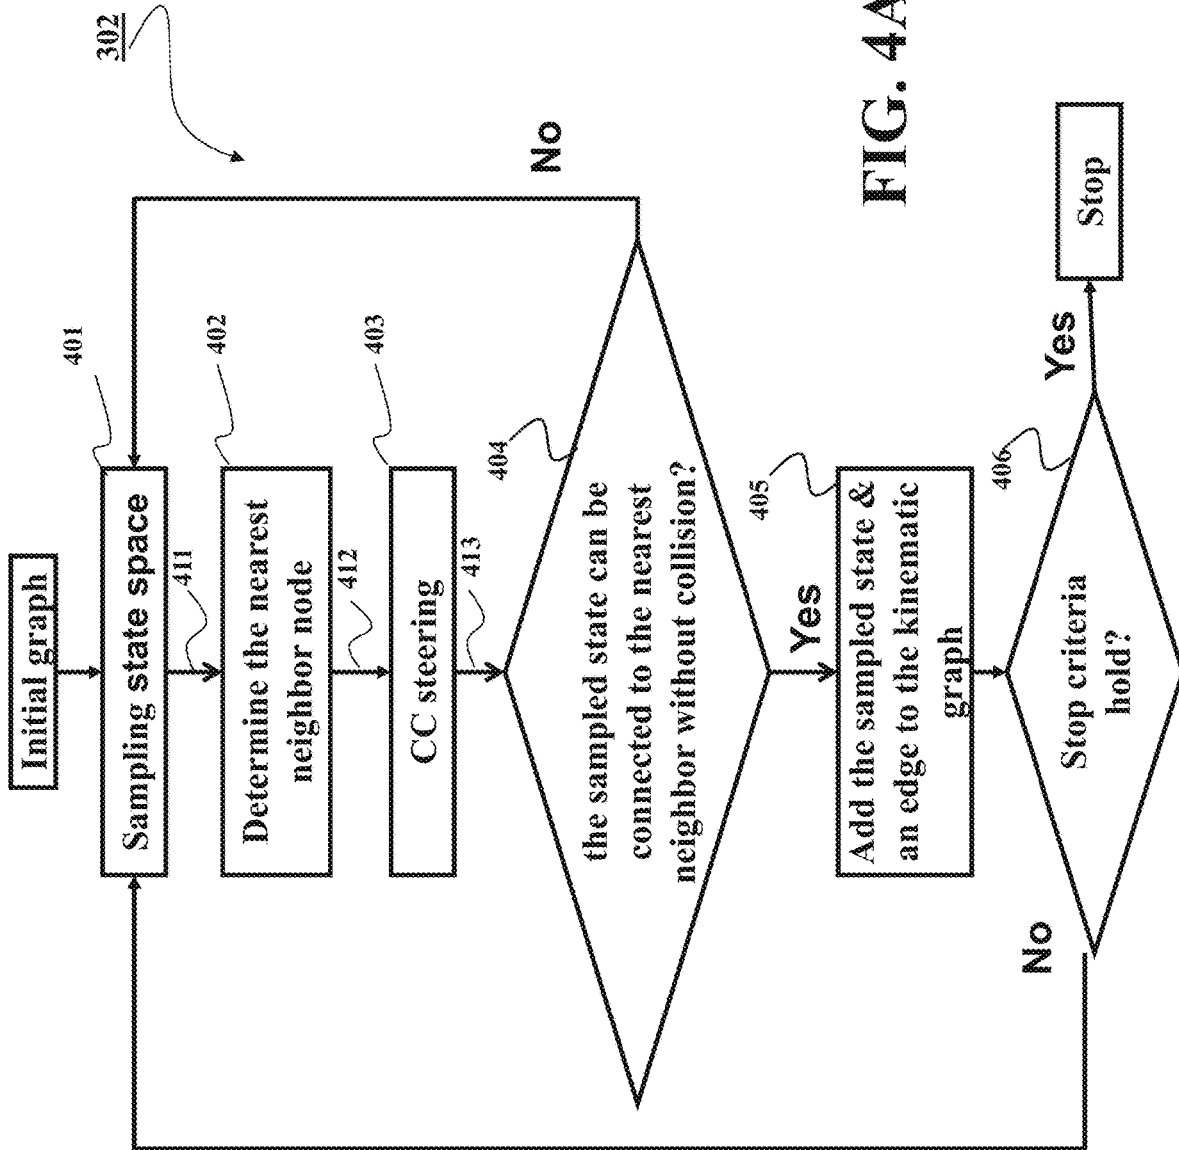 302
Initial graph
401
Sampling state space
411
402
Determine the nearest
neighbor node
412
403
CC steering
413
404
the sampled state can be
connected to the nearest
neighbor without collision?
No
Yes
405
Add the sampled state &
an edge to the kinematic
graph
406
Stop criteria
hold?
No
Yes
Stop
FIG. 4A